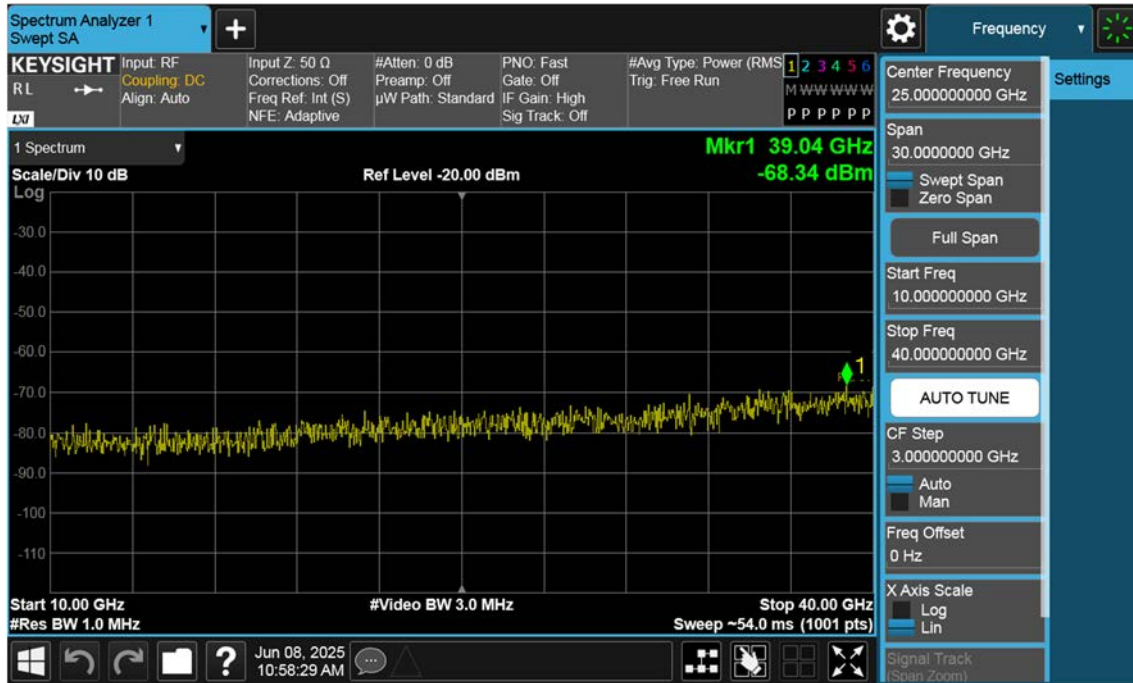 Spectrum Analyzer 1
Swept SA
Frequency
KEYSIGHT
RL
LXI
Input: RF
Coupling: DC
Align: Auto
Input Z: 50 Ω
Corrections: Off
Freq Ref: Int (S)
NFE: Adaptive
#Atten: 0 dB
Preamp: Off
µW Path: Standard
PNO: Fast
Gate: Off
IF Gain: High
Sig Track: Off
#Avg Type: Power (RMS
Trig: Free Run
1 2 3 4 5 6
M W W W W W
P P P P P P
1 Spectrum
Mkr1 39.04 GHz
-68.34 dBm
Scale/Div 10 dB
Ref Level -20.00 dBm
Log
-30.0
-40.0
-50.0
-60.0
-70.0
-80.0
-90.0
-100
-110
1
Start 10.00 GHz
#Video BW 3.0 MHz
Stop 40.00 GHz
#Res BW 1.0 MHz
Sweep ~54.0 ms (1001 pts)
?
Jun 08, 2025
10:58:29 AM
Center Frequency
25.000000000 GHz
Settings
Span
30.0000000 GHz
Swept Span
Zero Span
Full Span
Start Freq
10.000000000 GHz
Stop Freq
40.000000000 GHz
AUTO TUNE
CF Step
3.000000000 GHz
Auto
Man
Freq Offset
0 Hz
X Axis Scale
Log
Lin
Signal Track
(Span Zoom)